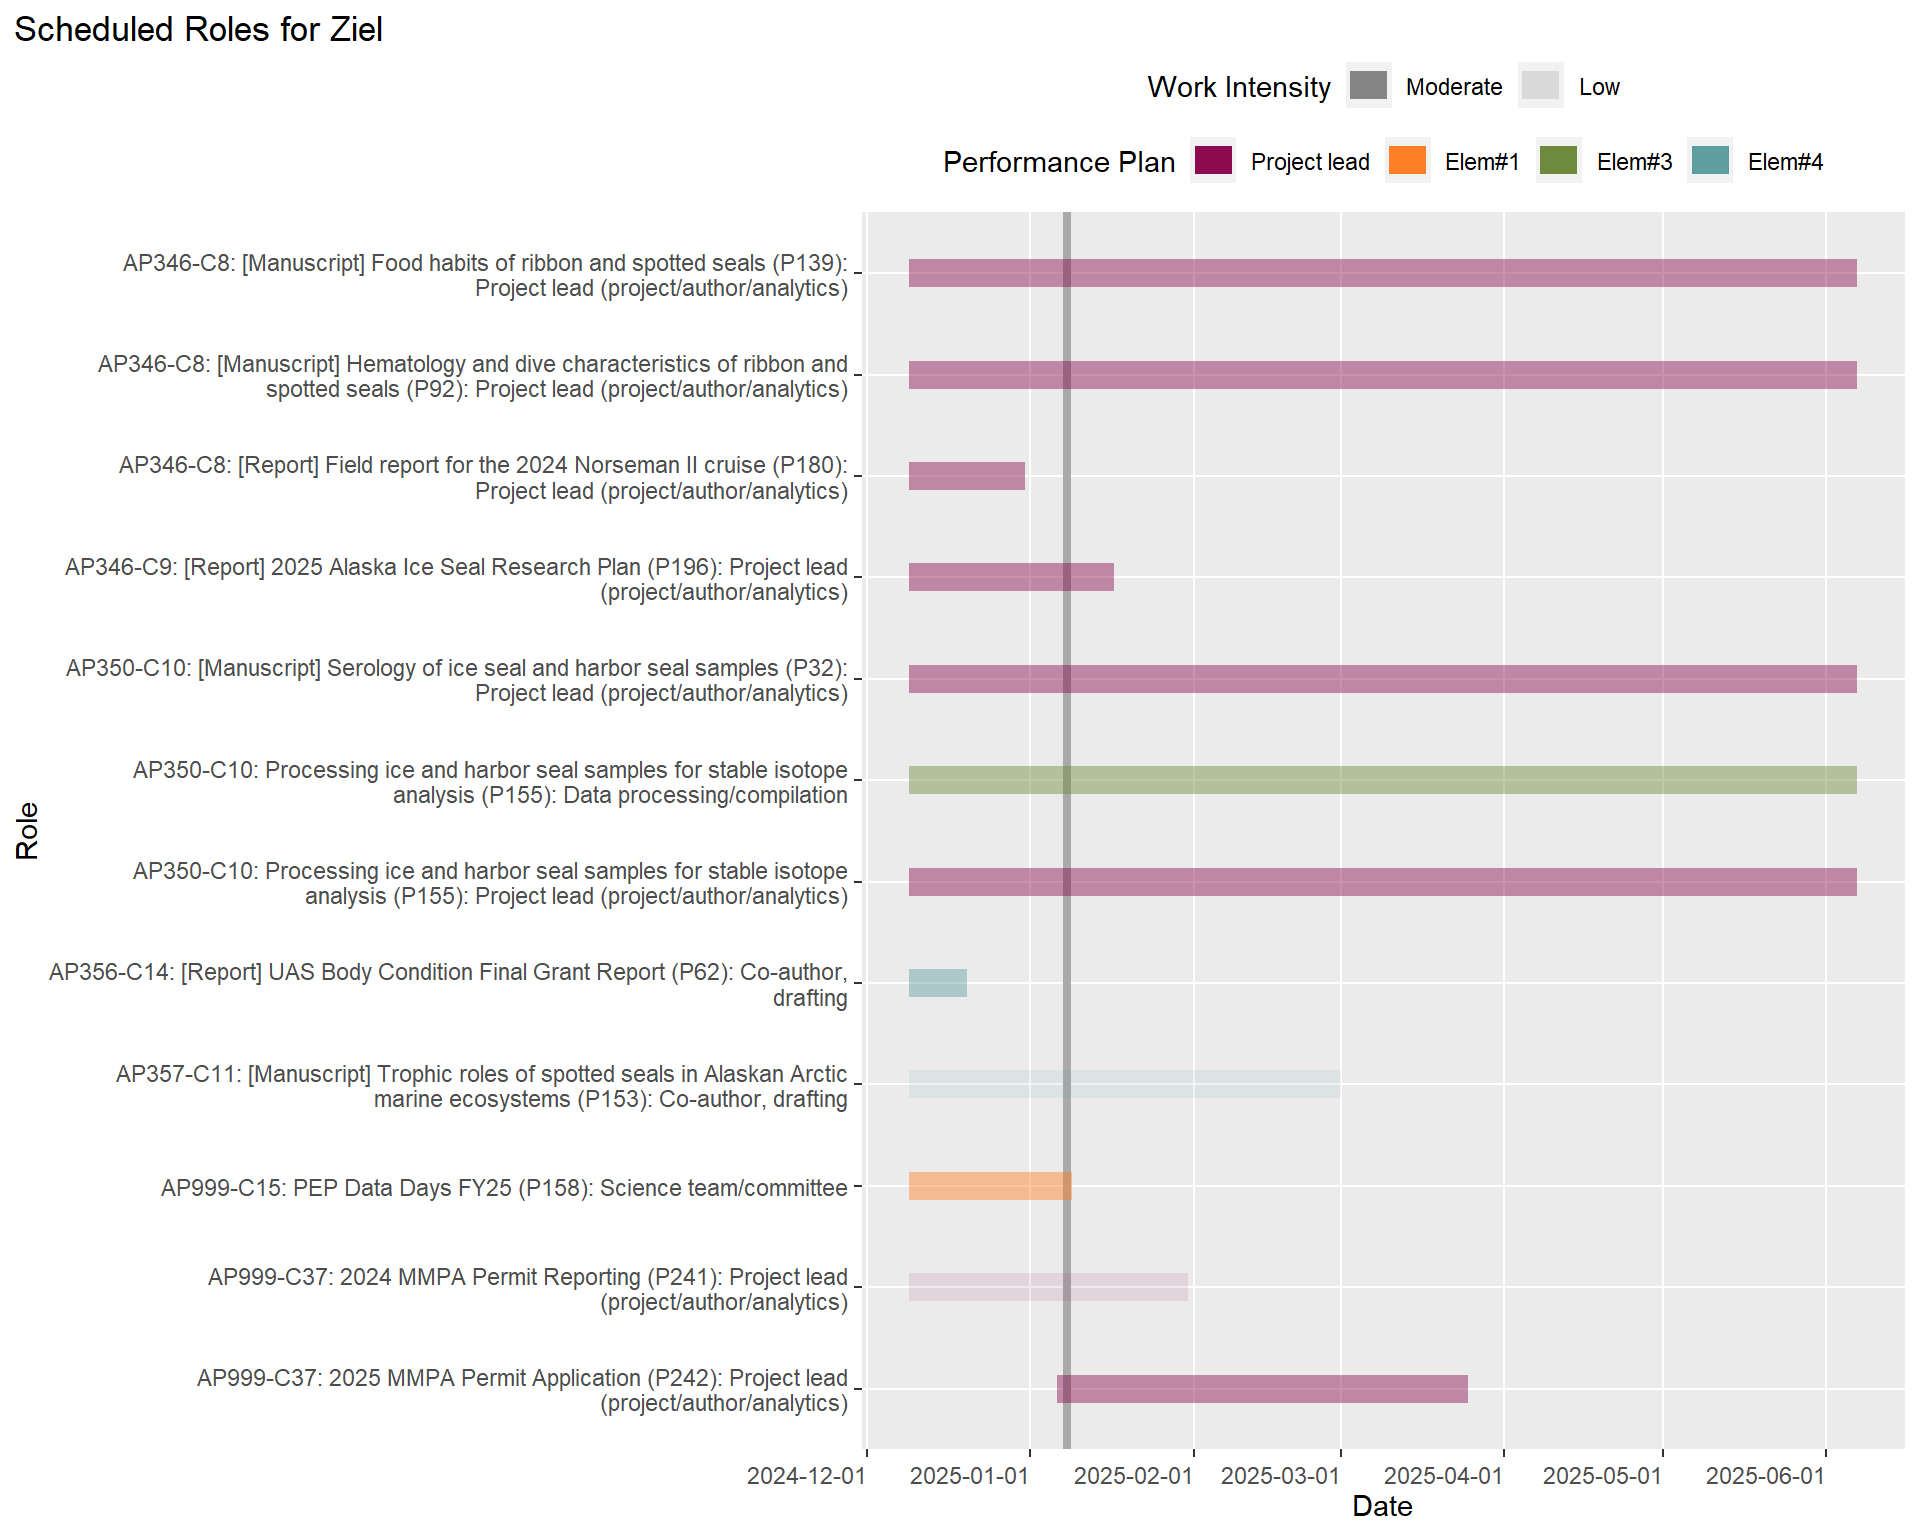 Scheduled Roles for Ziel
Work Intensity Moderate Low
Performance Plan Project lead Elem#1 Elem#3 Elem#4
AP346-C8: [Manuscript] Food habits of ribbon and spotted seals (P139):
Project lead (project/author/analytics)
AP346-C8: [Manuscript] Hematology and dive characteristics of ribbon and
spotted seals (P92): Project lead (project/author/analytics)
AP346-C8: [Report] Field report for the 2024 Norseman II cruise (P180):
Project lead (project/author/analytics)
AP346-C9: [Report] 2025 Alaska Ice Seal Research Plan (P196): Project lead
(project/author/analytics)
AP350-C10: [Manuscript] Serology of ice seal and harbor seal samples (P32):
Project lead (project/author/analytics)
AP350-C10: Processing ice and harbor seal samples for stable isotope
analysis (P155): Data processing/compilation
AP350-C10: Processing ice and harbor seal samples for stable isotope
analysis (P155): Project lead (project/author/analytics)
AP356-C14: [Report] UAS Body Condition Final Grant Report (P62): Co-author,
drafting
AP357-C11: [Manuscript] Trophic roles of spotted seals in Alaskan Arctic
marine ecosystems (P153): Co-author, drafting
AP999-C15: PEP Data Days FY25 (P158): Science team/committee
AP999-C37: 2024 MMPA Permit Reporting (P241): Project lead
(project/author/analytics)
AP999-C37: 2025 MMPA Permit Application (P242): Project lead
(project/author/analytics)
Role
2024-12-01 2025-01-01 2025-02-01 2025-03-01 2025-04-01 2025-05-01 2025-06-01
Date